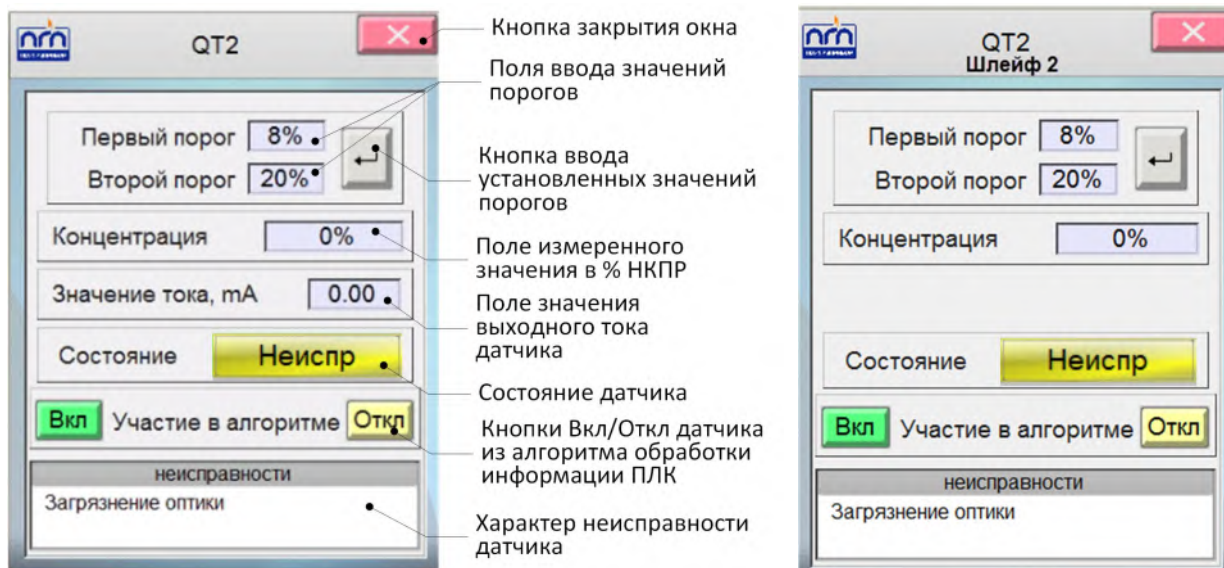 QT2
Первый порог 8%
Второй порог 20%
Концентрация 0%
Значение тока, mA 0.00
Состояние Неиспр
Вкл Участие в алгоритме Откл
неисправности
Загрязнение оптики
Кнопка закрытия окна
Поля ввода значений
порогов
Кнопка ввода
установленных значений
порогов
Поле измеренного
значения в % НКПР
Поле значения
выходного тока
датчика
Состояние датчика
Кнопки Вкл/Откл датчика
из алгоритма обработки
информации ПЛК
Характер неисправности
датчика
QT2
Шлейф 2
Первый порог 8%
Второй порог 20%
Концентрация 0%
Состояние Неиспр
Вкл Участие в алгоритме Откл
неисправности
Загрязнение оптики